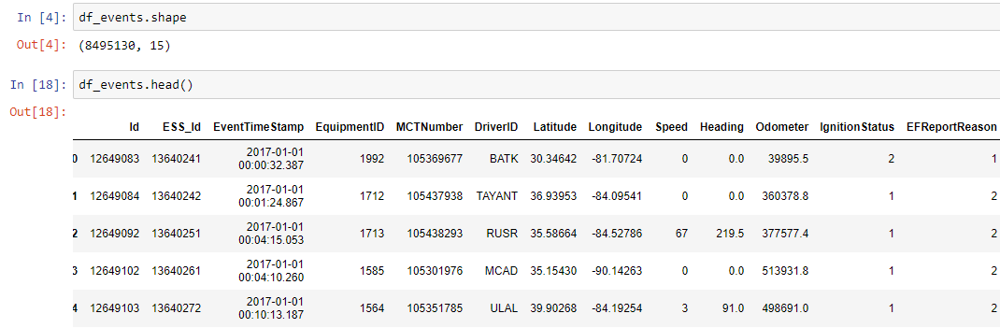 In [4]: df_events.shape
Out[4]: (8495130, 15)
In [18]: df_events.head()
Out[18]:
Id ESS_Id EventTimeStamp EquipmentID MCTNumber DriverID Latitude Longitude Speed Heading Odometer IgnitionStatus EFReportReason
0 12649083 13640241 2017-01-01 00:00:32.387 1992 105369677 BATK 30.34642 -81.70724 0 0.0 39895.5 2 1
1 12649084 13640242 2017-01-01 00:01:24.867 1712 105437938 TAYANT 36.93953 -84.09541 0 0.0 360378.8 1 2
2 12649092 13640251 2017-01-01 00:04:15.053 1713 105438293 RUSR 35.58664 -84.52786 67 219.5 377577.4 1 2
3 12649102 13640261 2017-01-01 00:04:10.260 1585 105301976 MCAD 35.15430 -90.14263 0 0.0 513931.8 1 2
4 12649103 13640272 2017-01-01 00:10:13.187 1564 105351785 ULAL 39.90268 -84.19254 3 91.0 498691.0 1 2